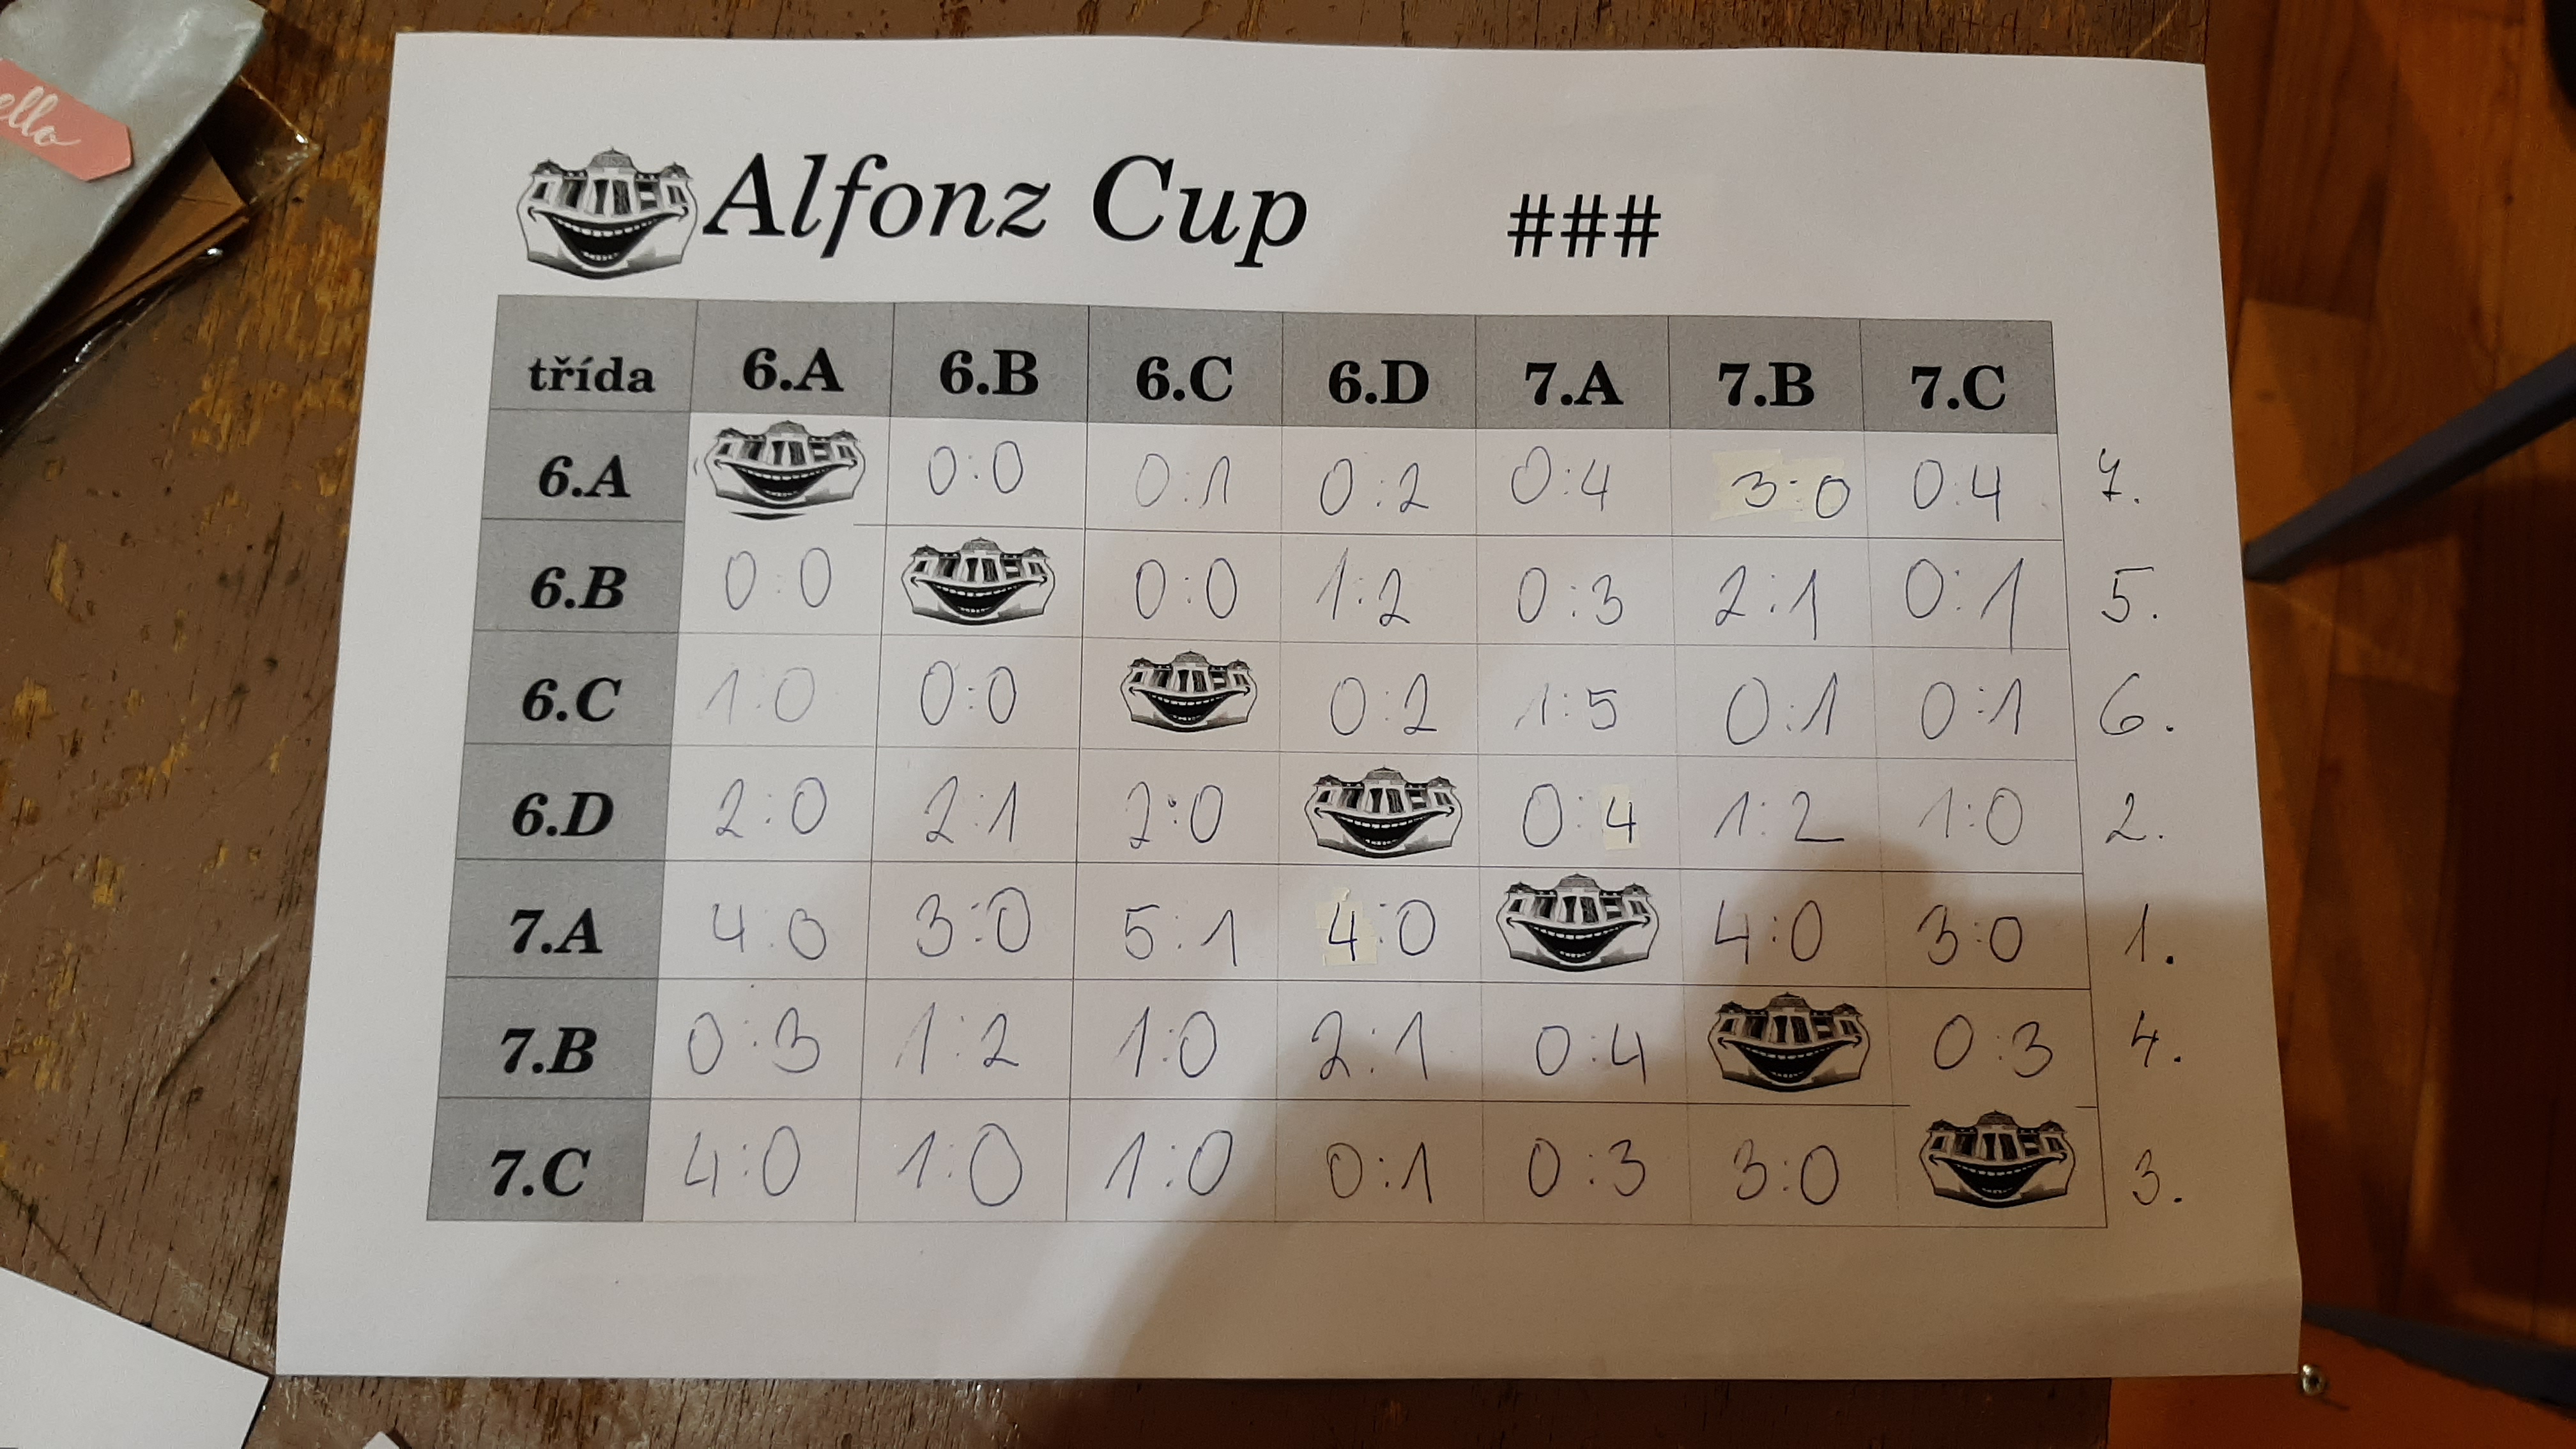 ello
Alfonz Cup ###
třída 6.A 6.B 6.C 6.D 7.A 7.B 7.C
6.A 0:0 0:1 0:2 0:4 3:0 0:4 7.
6.B 0:0 0:0 1:2 0:3 2:1 0:1 5.
6.C 1:0 0:0 0:2 1:5 0:1 0:1 6.
6.D 2:0 2:1 2:0 0:4 1:2 1:0 2.
7.A 4:0 3:0 5:1 4:0 4:0 3:0 1.
7.B 0:3 1:2 1:0 2:1 0:4 0:3 4.
7.C 4:0 1:0 1:0 0:1 0:3 3:0 3.